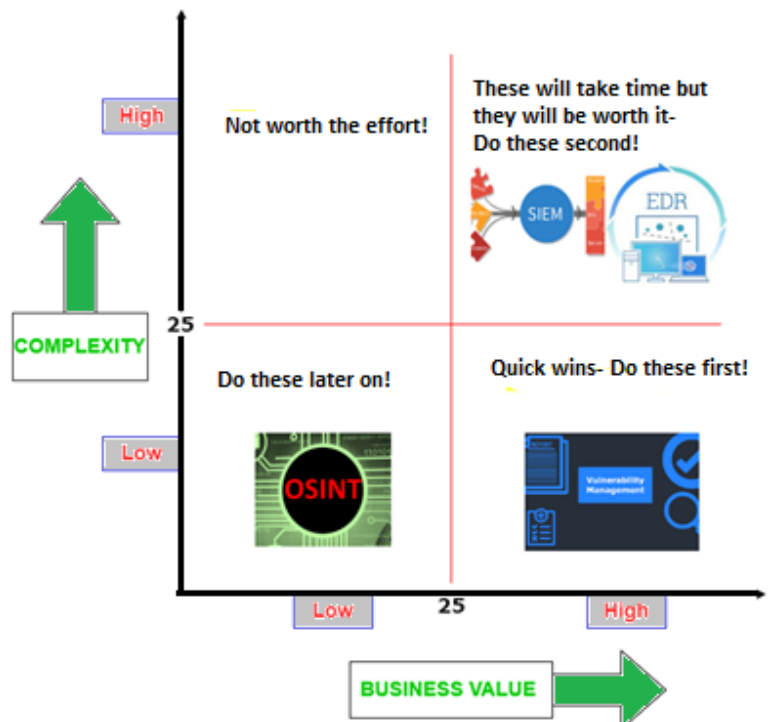 These will take time but
they will be worth it-
Do these second!
High
Not worth the effort!
SIEM
EDR
25
COMPLEXITY
Quick wins- Do these first!
Do these later on!
Low
OSINT
Vulnerability
Management
Low
25
High
BUSINESS VALUE